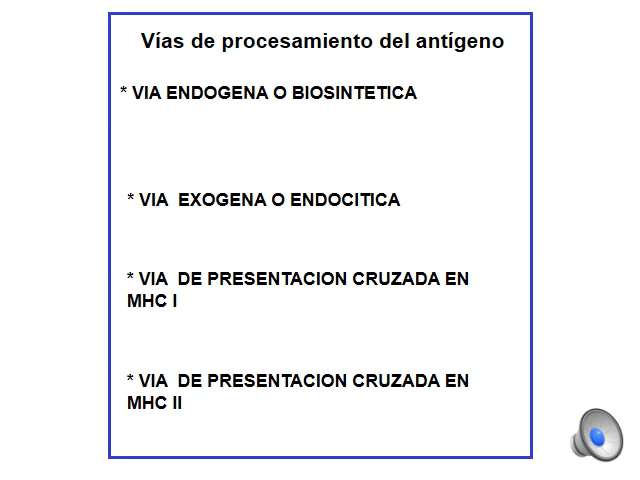 Vías de procesamiento del antígeno
* VIA ENDOGENA O BIOSINTETICA
* VIA  EXOGENA O ENDOCITICA
* VIA  DE PRESENTACION CRUZADA EN
MHC I
* VIA  DE PRESENTACION CRUZADA EN
MHC II